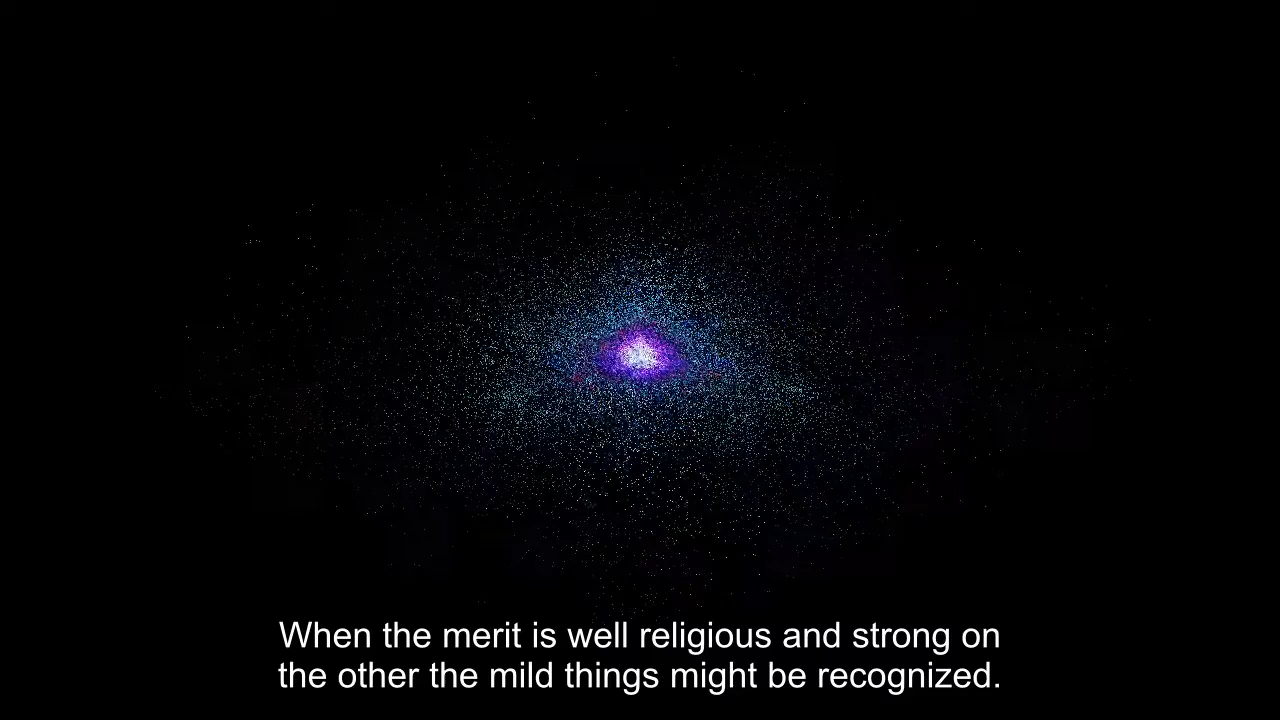 When the merit is well religious and strong on
the other the mild things might be recognized.